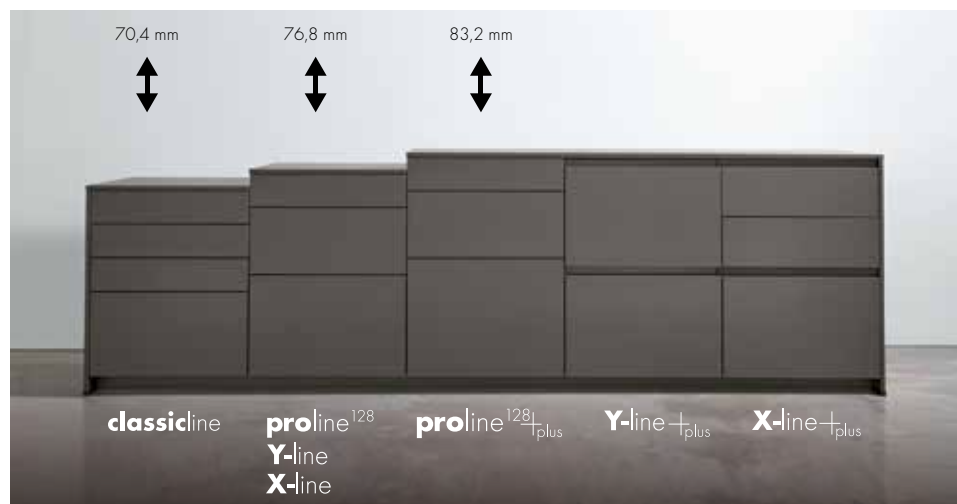 70,4 mm
76,8 mm
83,2 mm
classicline
proline128
Y-line
X-line
proline128+plus
Y-line+plus
X-line+plus